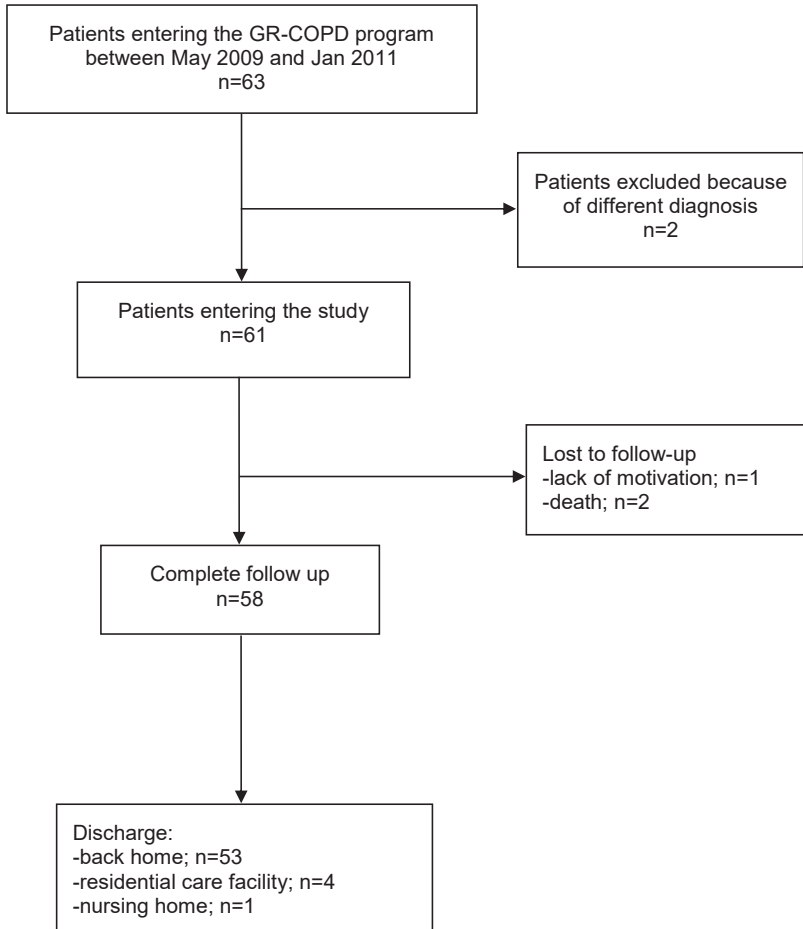 Patients entering the GR-COPD program
between May 2009 and Jan 2011
n=63
Patients excluded because
of different diagnosis
n=2
Patients entering the study
n=61
Lost to follow-up
-lack of motivation; n=1
-death; n=2
Complete follow up
n=58
Discharge:
-back home; n=53
-residential care facility; n=4
-nursing home; n=1